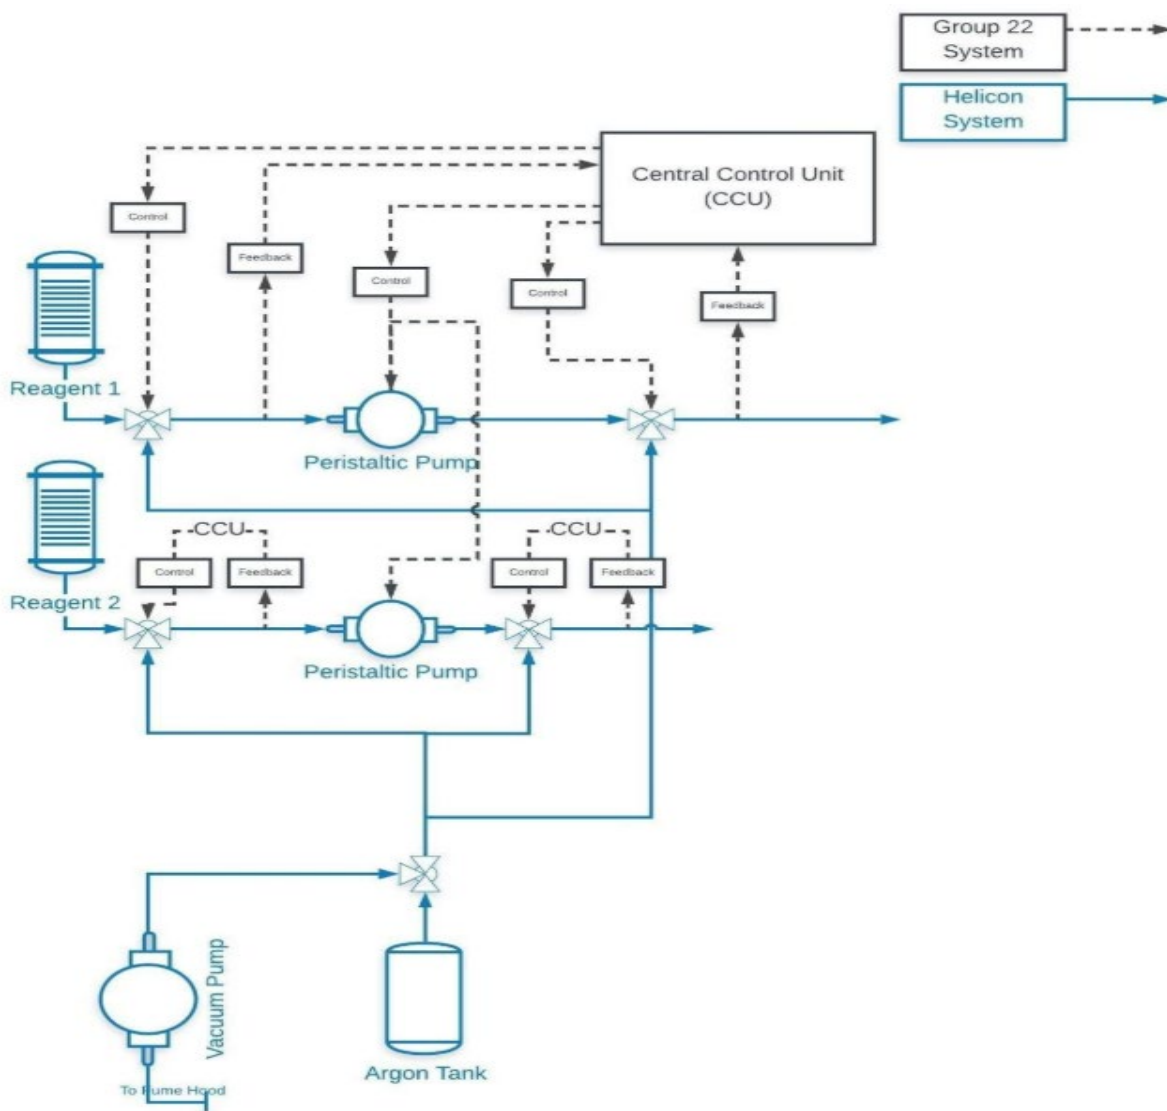 Group 22
System
Helicon
System
Central Control Unit
(CCU)
Control
Feedback
Control
Control
Feedback
Reagent 1
Peristaltic Pump
CCU
CCU
Control
Feedback
Control
Feedback
Reagent 2
Peristaltic Pump
Vacuum Pump
Argon Tank
To Fume Hood